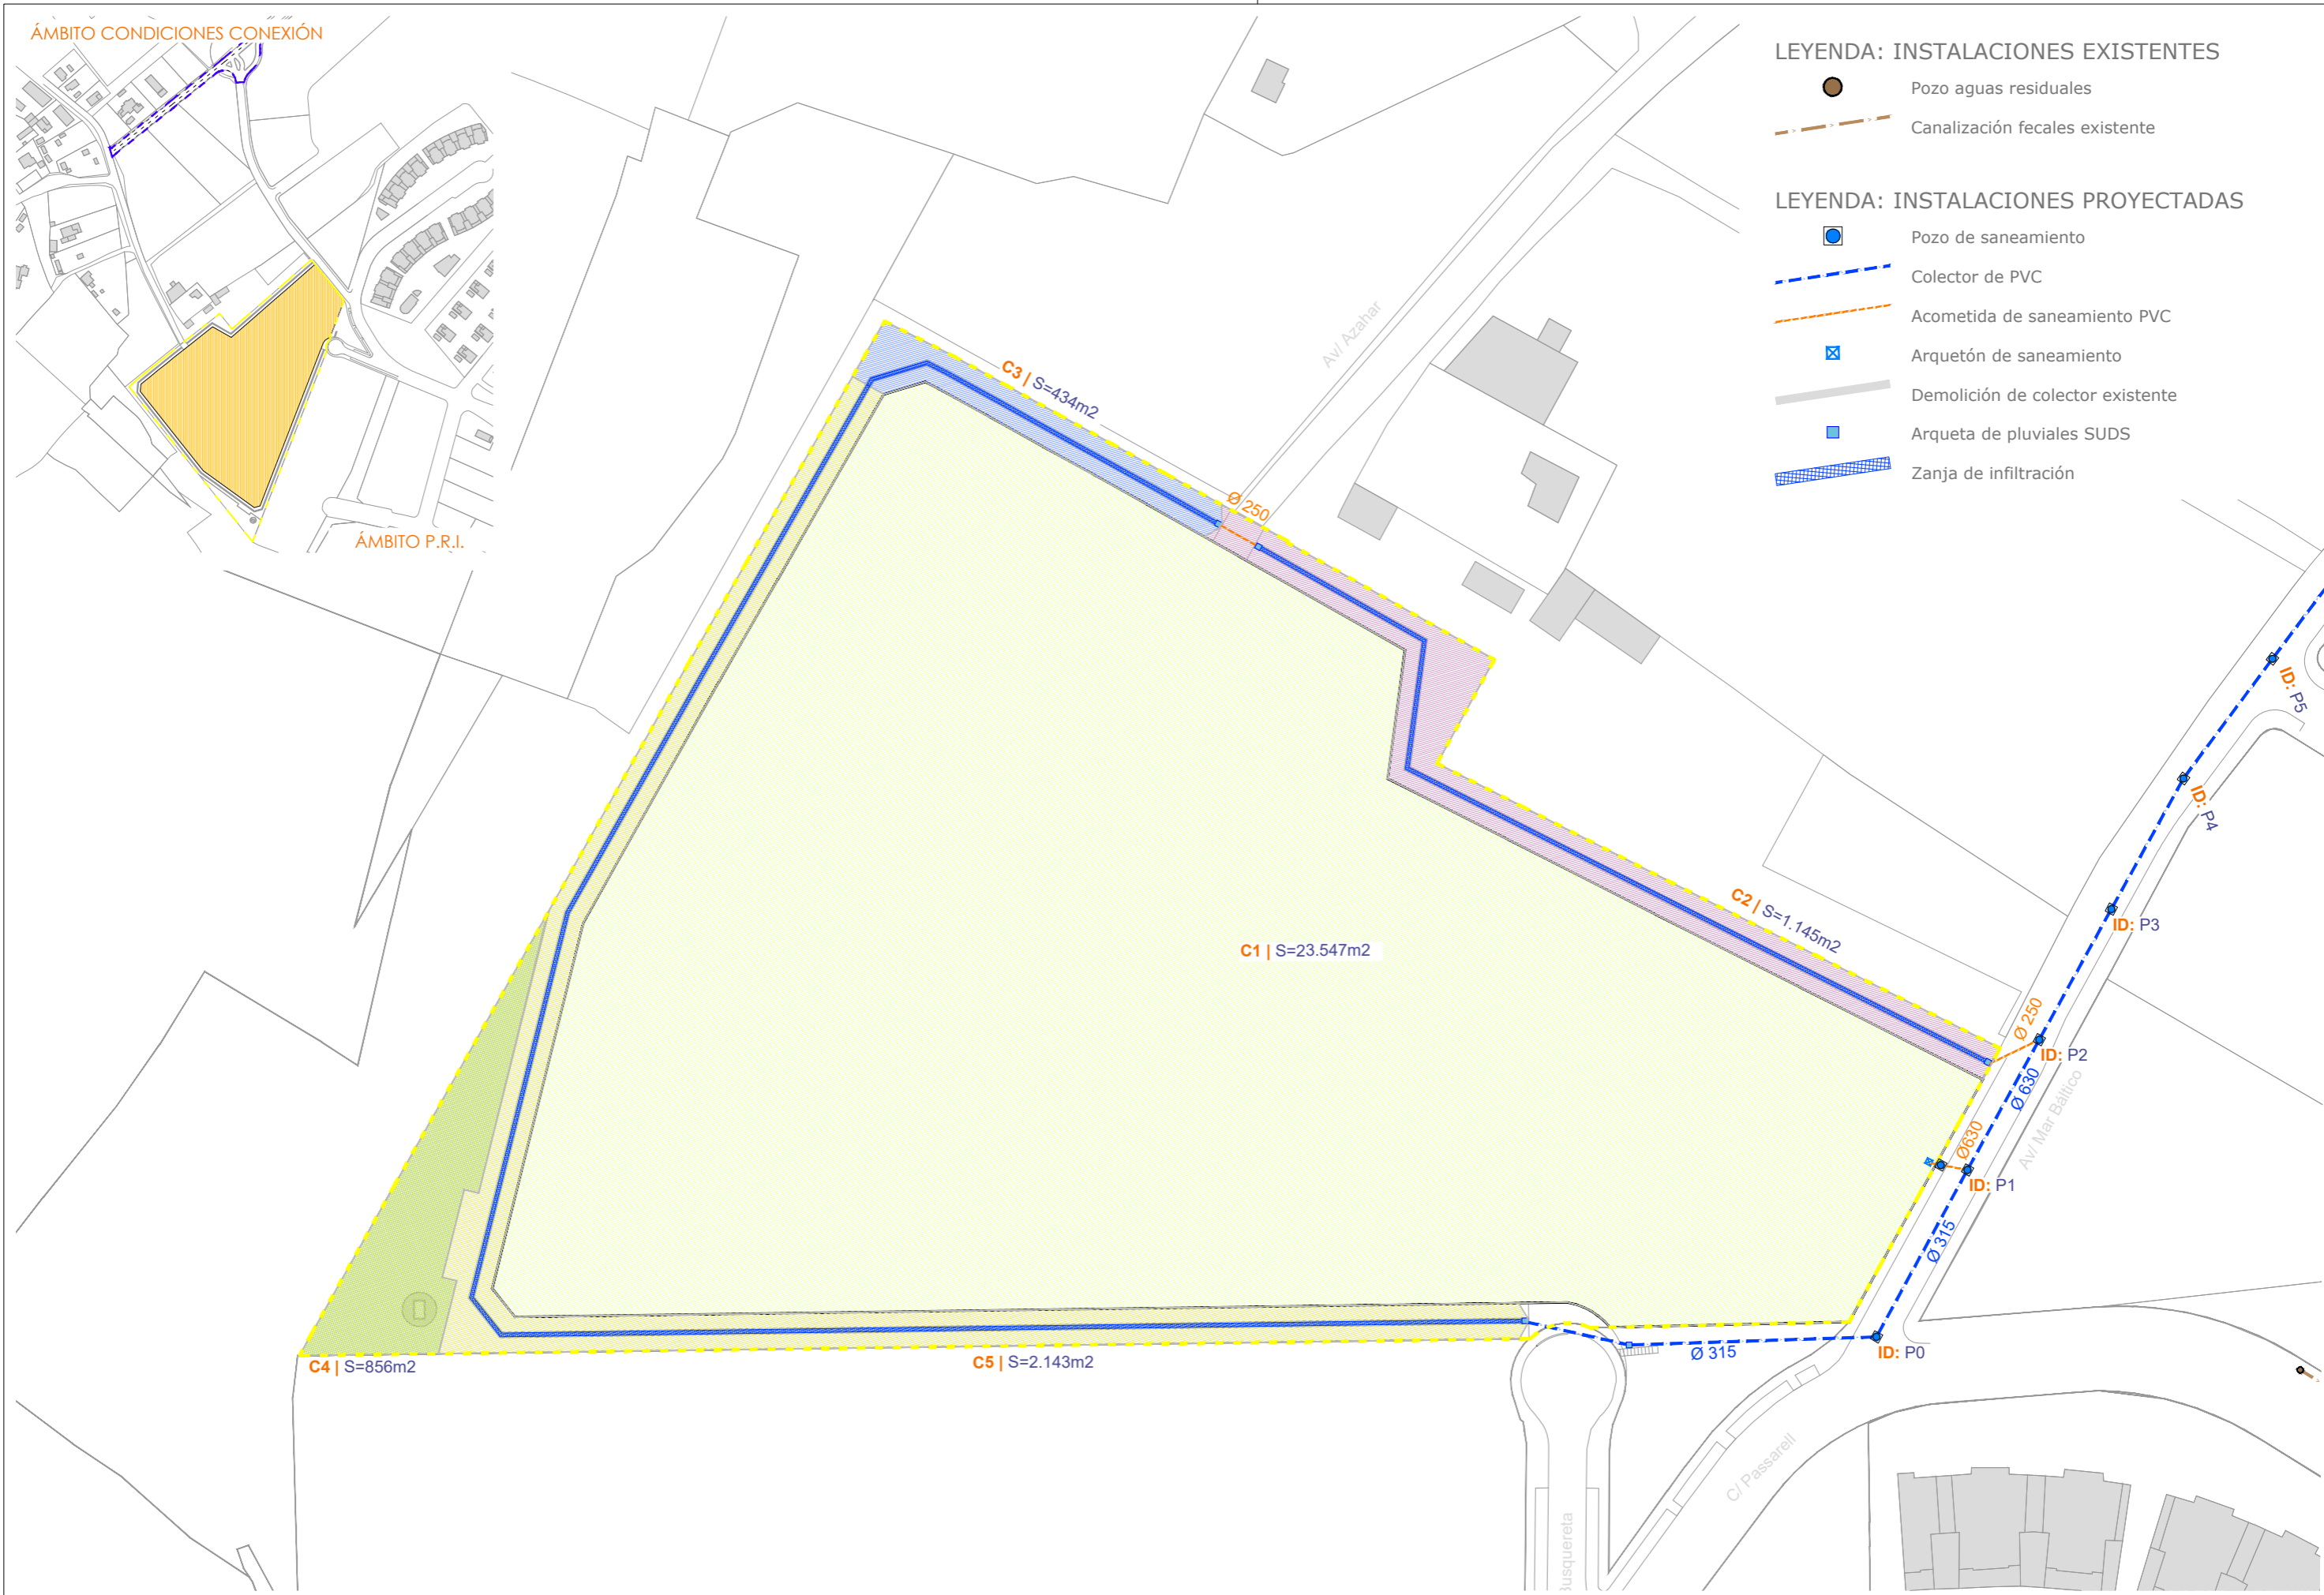 ÁMBITO CONDICIONES CONEXIÓN
ÁMBITO P.R.I.
LEYENDA: INSTALACIONES EXISTENTES
Pozo aguas residuales
Canalización fecales existente
LEYENDA: INSTALACIONES PROYECTADAS
Pozo de saneamiento
Colector de PVC
Acometida de saneamiento PVC
Arquetón de saneamiento
Demolición de colector existente
Arqueta de pluviales SUDS
Zanja de infiltración
Av/ Azahar
C3 | S=434m2
Ø 250
ID: P5
ID: P4
C2 | S=1.145m2
ID: P3
C1 | S=23.547m2
Ø 250
ID: P2
Ø 630
Av/ Mar Báltico
Ø630
ID: P1
Ø 315
ID: P0
Ø 315
C4 | S=856m2
C5 | S=2.143m2
C/ Passarell
Busquereta